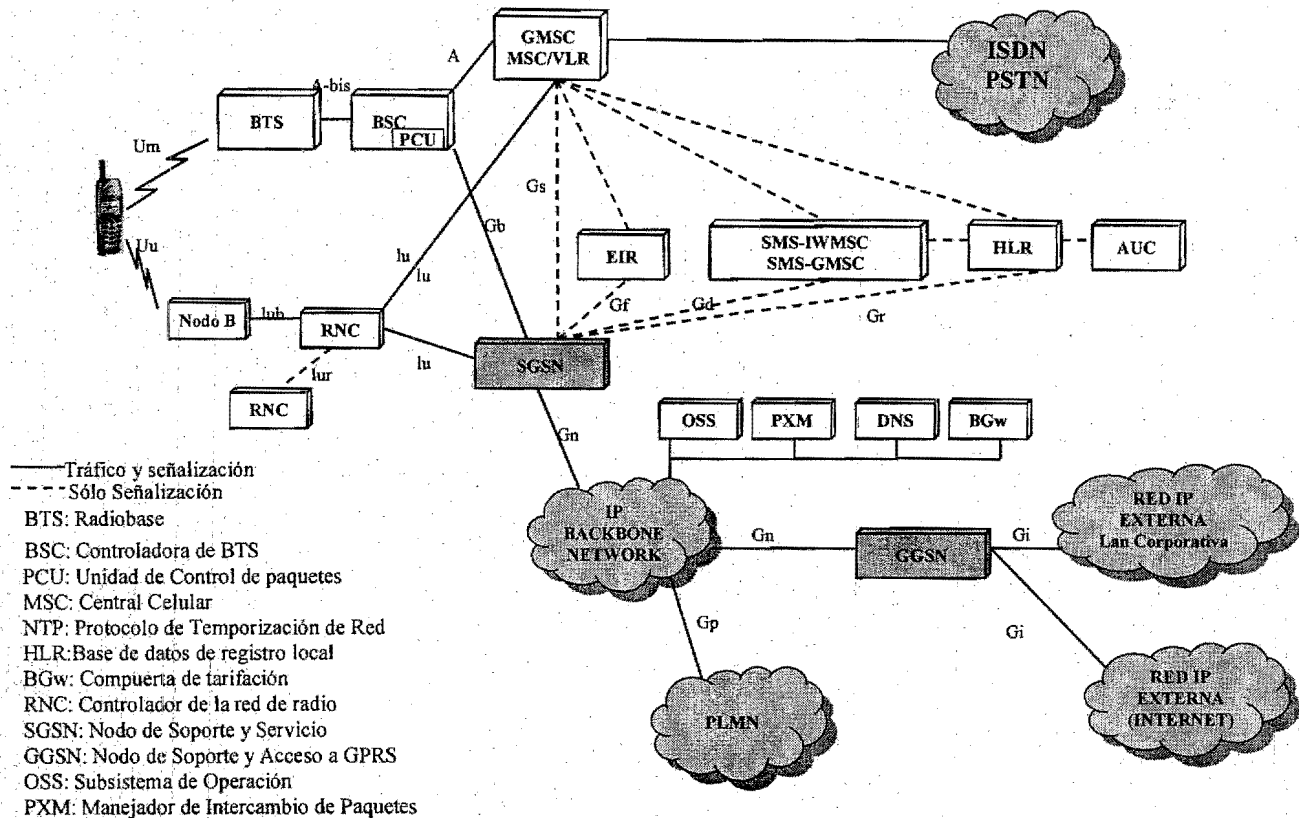 GMSC
MSC/VLR
ISDN
PSTN
A
A-bis
BTS
BSC
PCU
Um
Gs
Gb
Uu
EIR
SMS-IWMSC
SMS-GMSC
HLR
AUC
Iu
Iu
Gf
Gd
Gr
Nodo B
Iub
RNC
Iu
SGSN
Iur
RNC
Gn
OSS
PXM
DNS
BGw
Tráfico y señalización
Sólo Señalización
BTS: Radiobase
BSC: Controladora de BTS
PCU: Unidad de Control de paquetes
MSC: Central Celular
NTP: Protocolo de Temporización de Red
HLR:Base de datos de registro local
BGw: Compuerta de tarifación
RNC: Controlador de la red de radio
SGSN: Nodo de Soporte y Servicio
GGSN: Nodo de Soporte y Acceso a GPRS
OSS: Subsistema de Operación
PXM: Manejador de Intercambio de Paquetes
IP
BACKBONE
NETWORK
Gn
GGSN
Gi
RED IP
EXTERNA
Lan Corporativa
Gp
Gi
PLMN
RED IP
EXTERNA
(INTERNET)